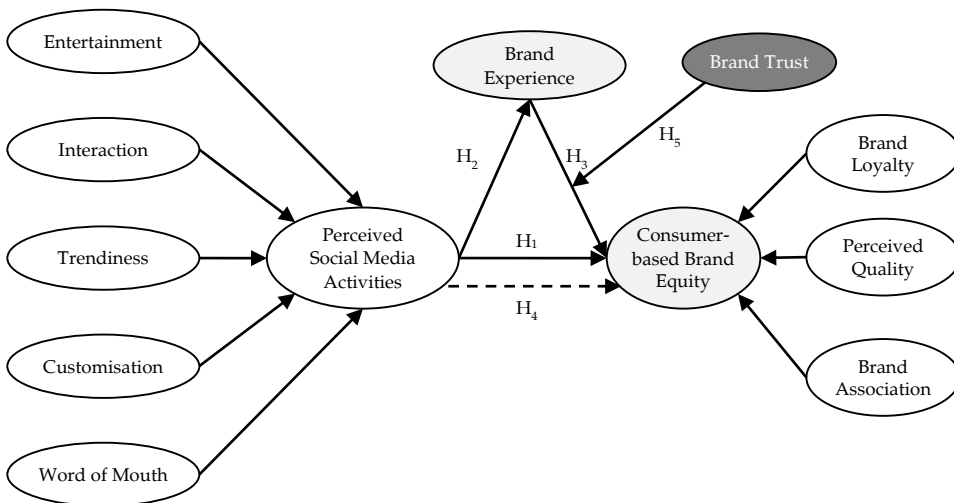 Entertainment
Interaction
Trendiness
Customisation
Word of Mouth
Perceived
Social Media
Activities
Brand
Experience
Brand Trust
H2
H3
H5
H1
H4
Consumer-
based Brand
Equity
Brand
Loyalty
Perceived
Quality
Brand
Association